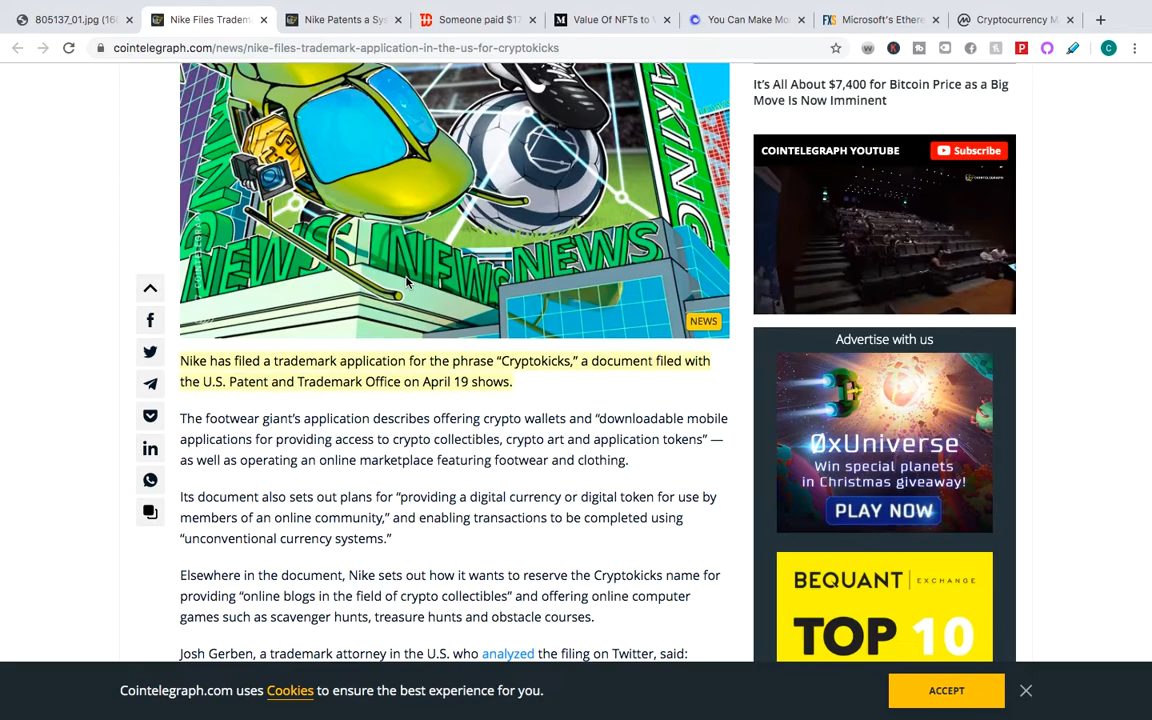 805137_01.jpg (16
Nike Files Tradem
Nike Patents a Sys
Someone paid $17
Value Of NFTs to V
You Can Make Mo
Microsoft's Ethere
Cryptocurrency M
cointelegraph.com/news/nike-files-trademark-application-in-the-us-for-cryptokicks
It's All About $7,400 for Bitcoin Price as a Big
Move Is Now Imminent
COINTELEGRAPH YOUTUBE
Subscribe
NEWS NEWS NEWS
NEWS
Nike has filed a trademark application for the phrase “Cryptokicks,” a document filed with
the U.S. Patent and Trademark Office on April 19 shows.
The footwear giant’s application describes offering crypto wallets and “downloadable mobile
applications for providing access to crypto collectibles, crypto art and application tokens” —
as well as operating an online marketplace featuring footwear and clothing.
Its document also sets out plans for “providing a digital currency or digital token for use by
members of an online community,” and enabling transactions to be completed using
“unconventional currency systems.”
Elsewhere in the document, Nike sets out how it wants to reserve the Cryptokicks name for
providing “online blogs in the field of crypto collectibles” and offering online computer
games such as scavenger hunts, treasure hunts and obstacle courses.
Josh Gerben, a trademark attorney in the U.S. who analyzed the filing on Twitter, said:
Advertise with us
0xUniverse
Win special planets
in Christmas giveaway!
PLAY NOW
BEQUANT | EXCHANGE
TOP 10
Cointelegraph.com uses Cookies to ensure the best experience for you.
ACCEPT